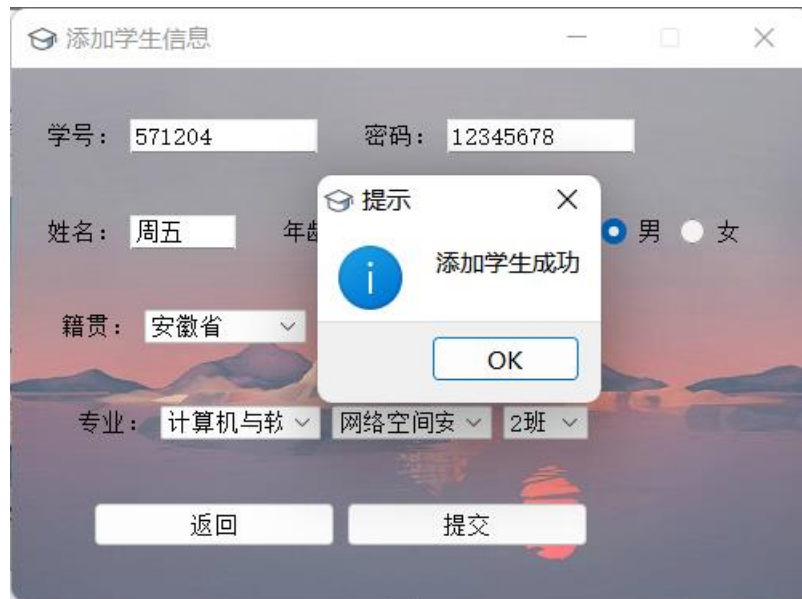 添加学生信息
学号: 571204 密码: 12345678
提示
姓名: 周五 年 男 女
添加学生成功
籍贯: 安徽省
OK
专业: 计算机与软 网络空间安 2班
返回 提交